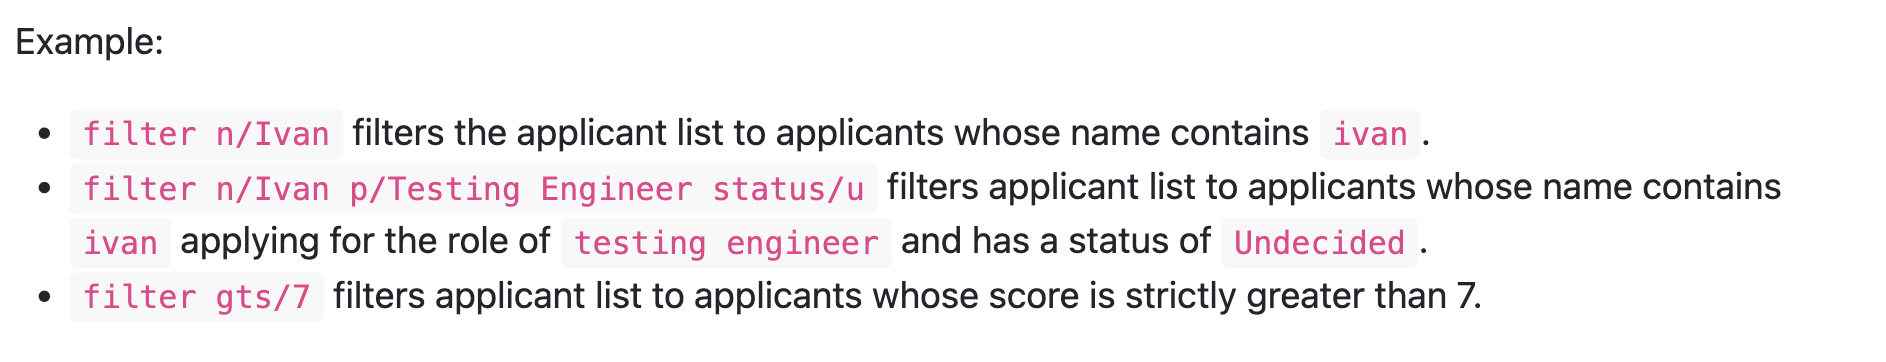 Example:
• filter n/Ivan filters the applicant list to applicants whose name contains ivan.
• filter n/Ivan p/Testing Engineer status/u filters applicant list to applicants whose name contains
ivan applying for the role of testing engineer and has a status of Undecided.
• filter gts/7 filters applicant list to applicants whose score is strictly greater than 7.